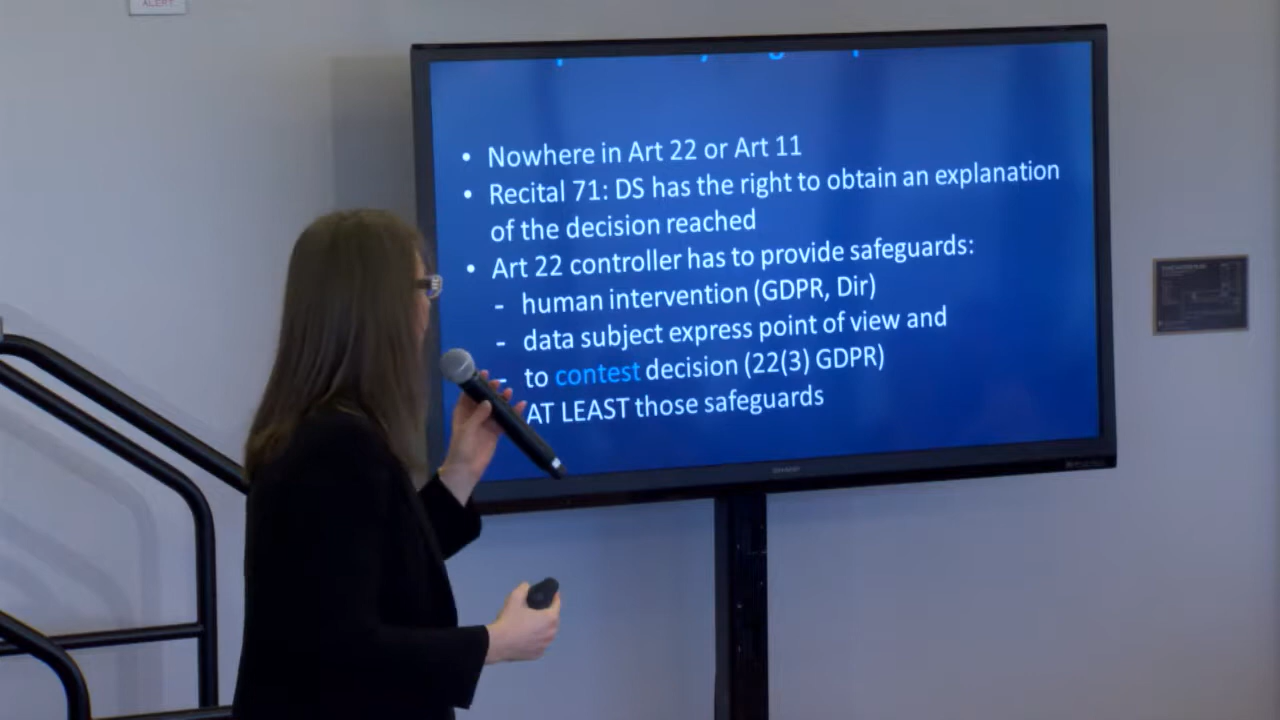 ALERT
• Nowhere in Art 22 or Art 11
• Recital 71: DS has the right to obtain an explanation
of the decision reached
• Art 22 controller has to provide safeguards:
- human intervention (GDPR, Dir)
- data subject express point of view and
- to contest decision (22(3) GDPR)
AT LEAST those safeguards
SHARP